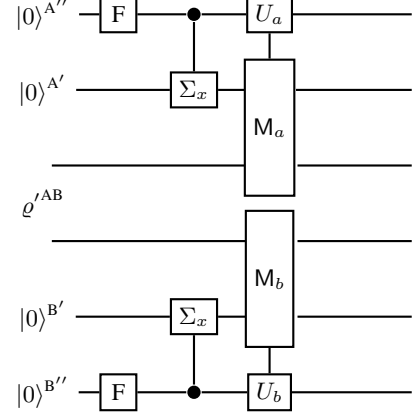 |0⟩^A'' F U_a
|0⟩^A' Σ_x M_a
ϱ'^AB
M_b
|0⟩^B' Σ_x
|0⟩^B'' F U_b